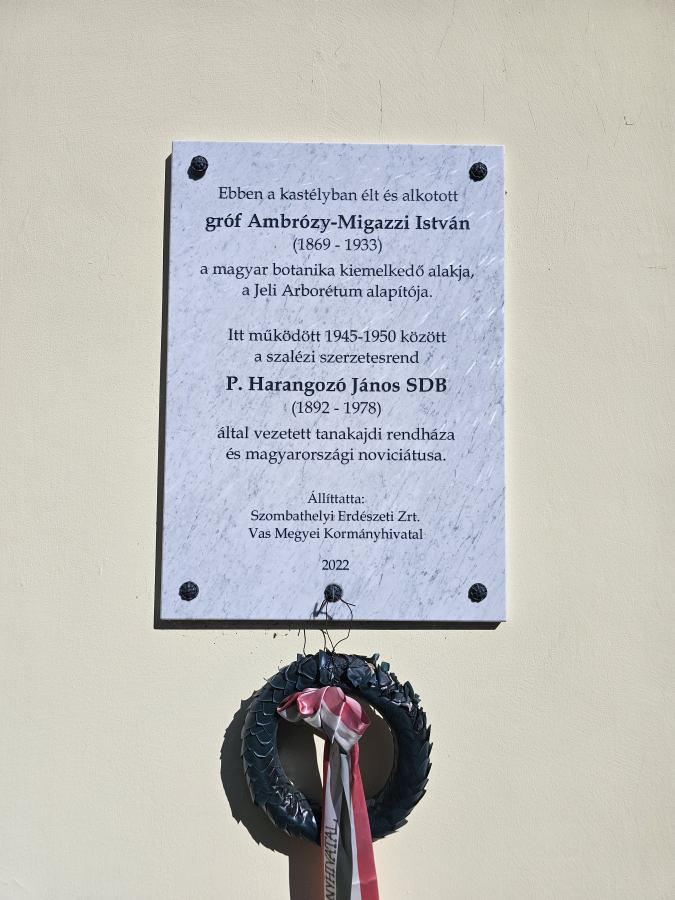 Ebben a kastélyban élt és alkotott
gróf Ambrózy-Migazzi István
(1869 - 1933)
a magyar botanika kiemelkedő alakja,
a Jeli Arborétum alapítója.
Itt működött 1945-1950 között
a szalézi szerzetesrend
P. Harangozó János SDB
(1892 - 1978)
által vezetett tanakajdi rendháza
és magyarországi noviciátusa.
Állíttatta:
Szombathelyi Erdészeti Zrt.
Vas Megyei Kormányhivatal
2022
NYHIVATAL,